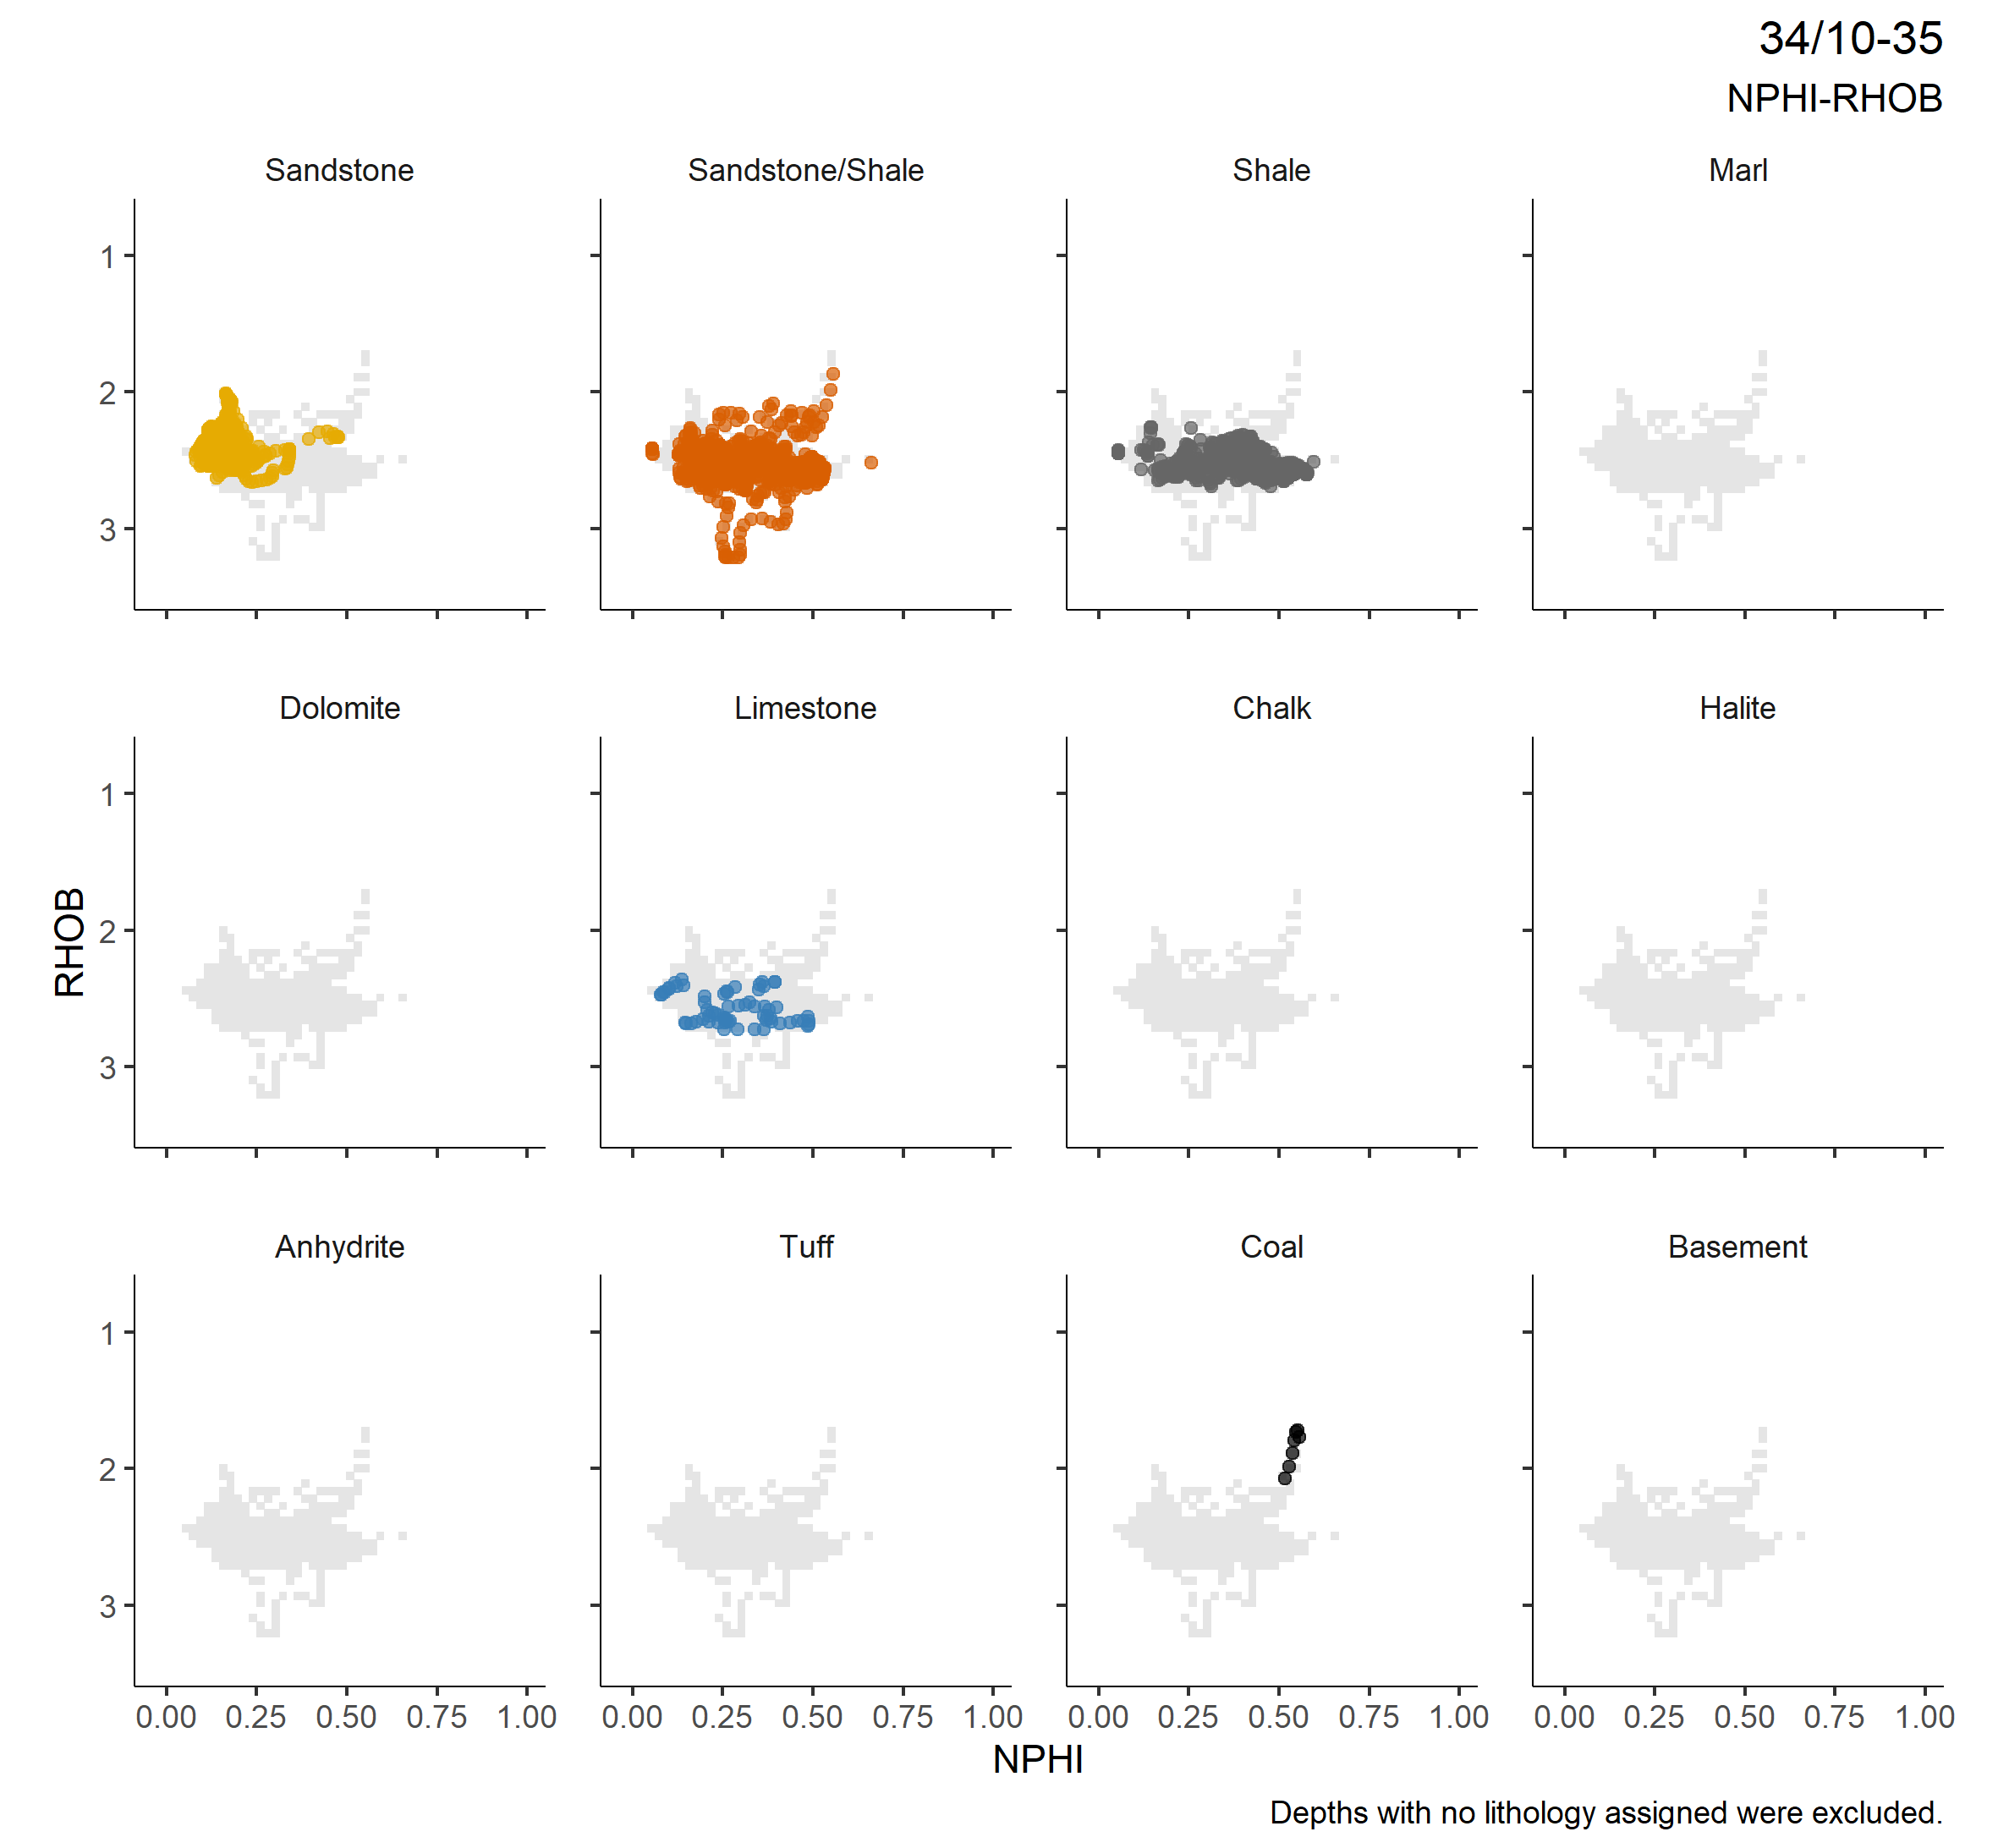 34/10-35
NPHI-RHOB
Sandstone Sandstone/Shale Shale Marl
1
2
3
Dolomite Limestone Chalk Halite
1
2
3
RHOB
Anhydrite Tuff Coal Basement
1
2
3
0.00 0.25 0.50 0.75 1.00 0.00 0.25 0.50 0.75 1.00 0.00 0.25 0.50 0.75 1.00 0.00 0.25 0.50 0.75 1.00
NPHI
Depths with no lithology assigned were excluded.